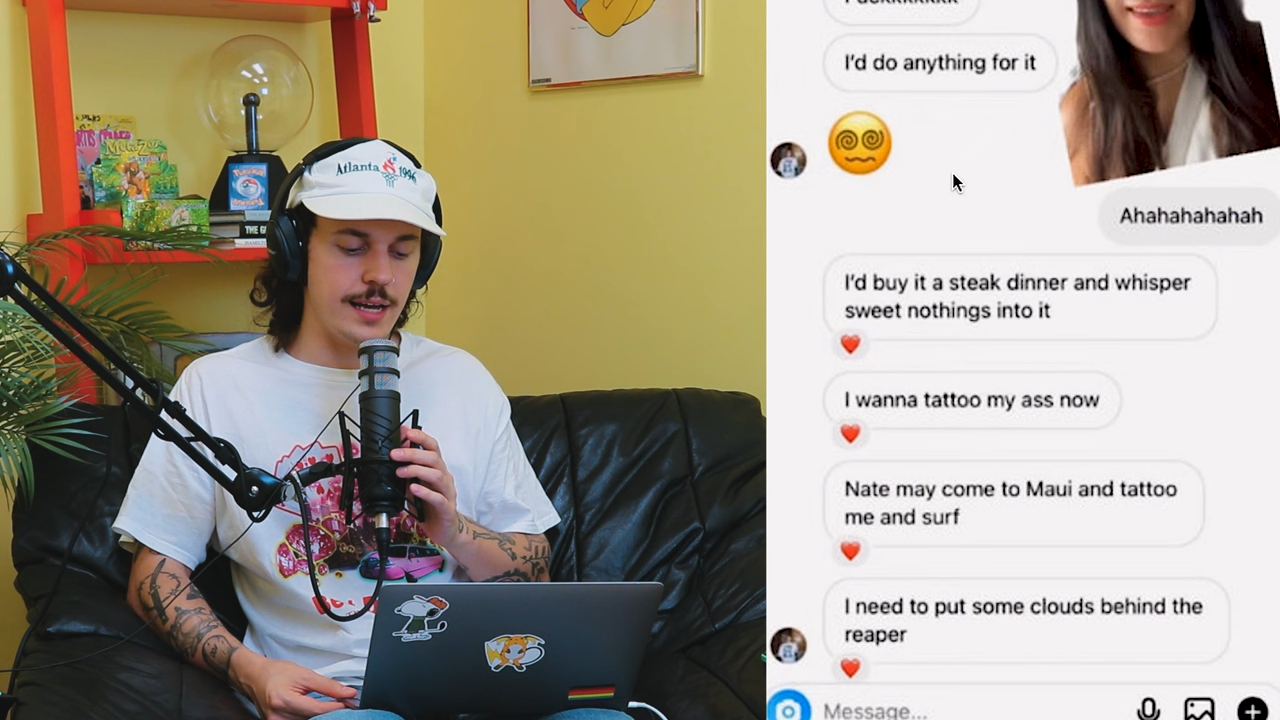 I'd do anything for it
Ahahahahahah
I'd buy it a steak dinner and whisper
sweet nothings into it
I wanna tattoo my ass now
Nate may come to Maui and tattoo
me and surf
I need to put some clouds behind the
reaper
Message...
Atlanta 1996
MetaZoo
THE